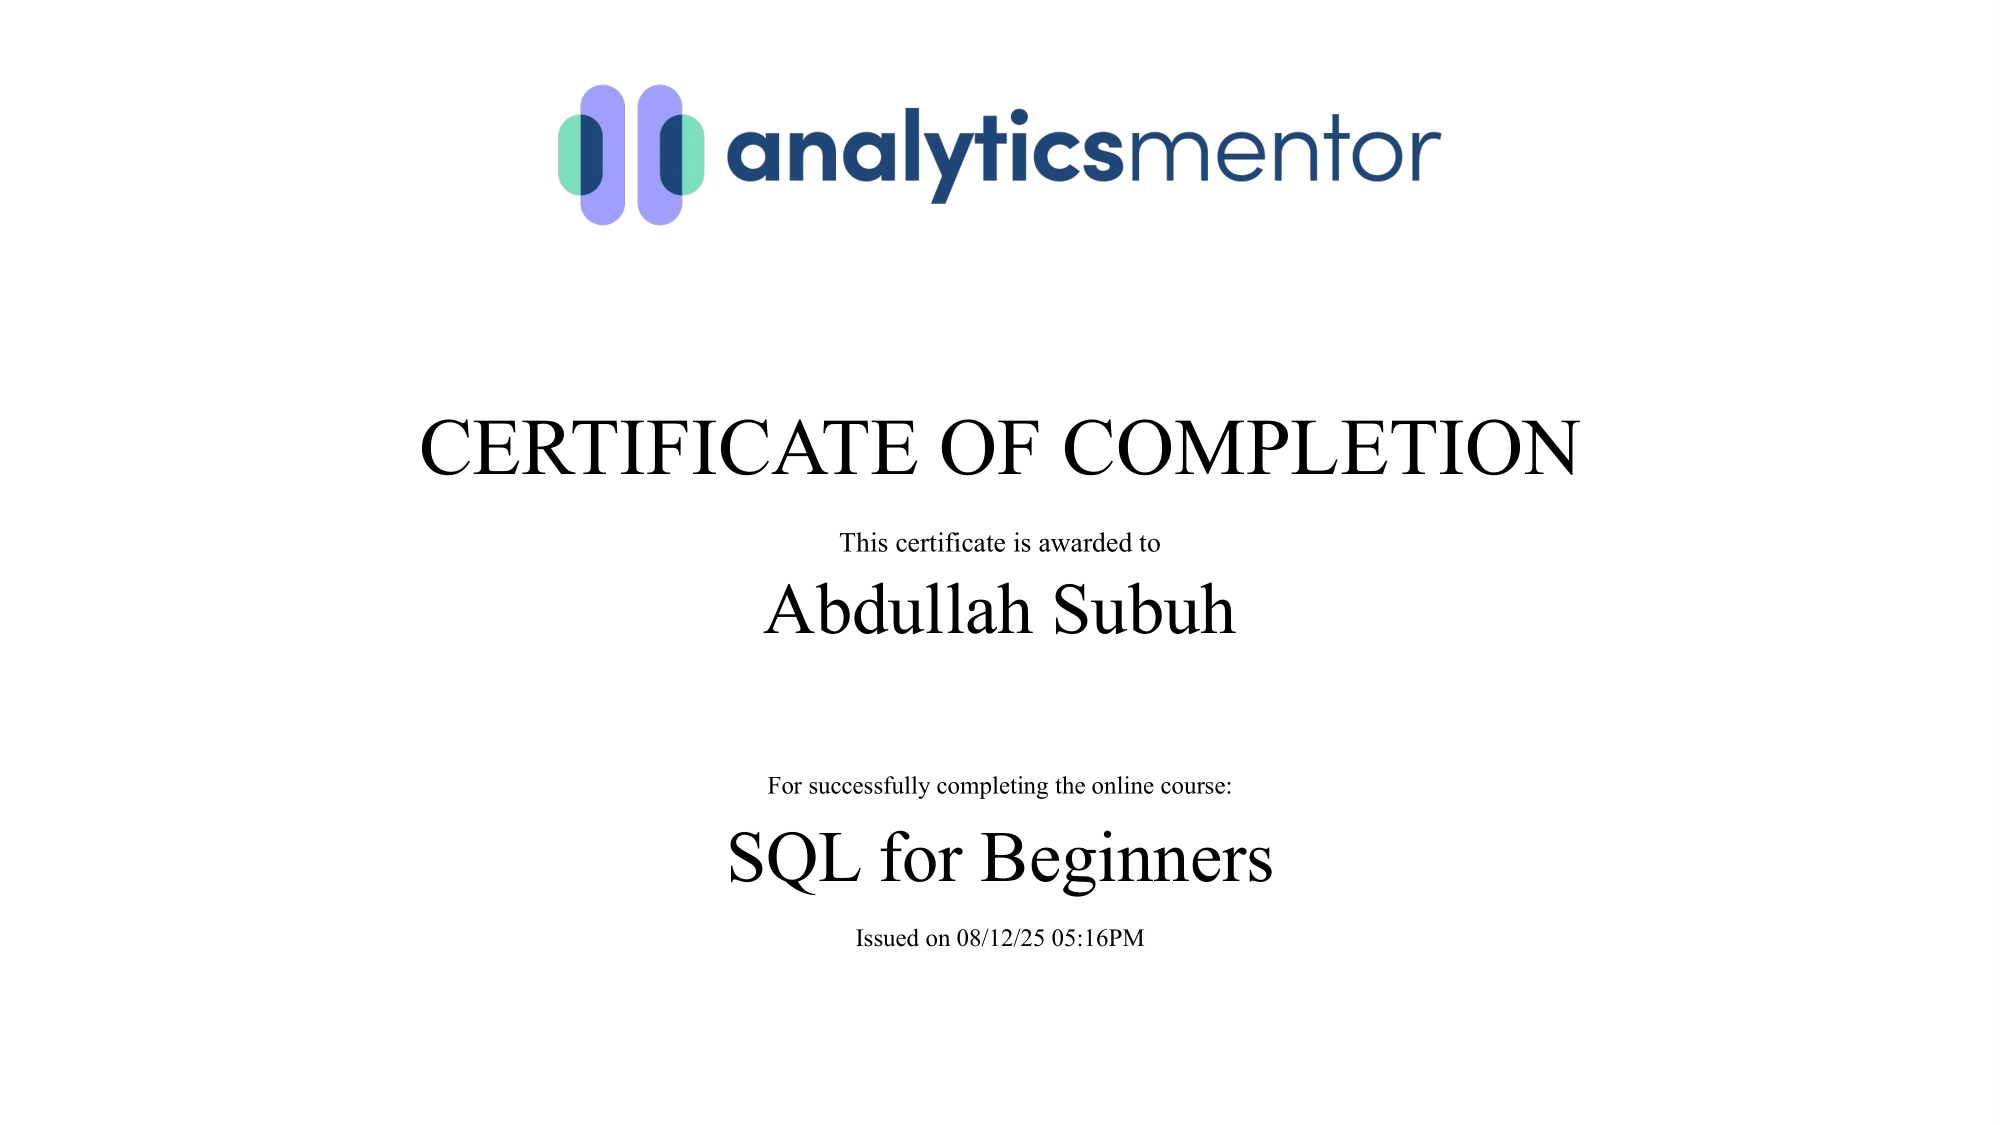 analyticsmentor
CERTIFICATE OF COMPLETION
This certificate is awarded to
Abdullah Subuh
For successfully completing the online course:
SQL for Beginners
Issued on 08/12/25 05:16PM